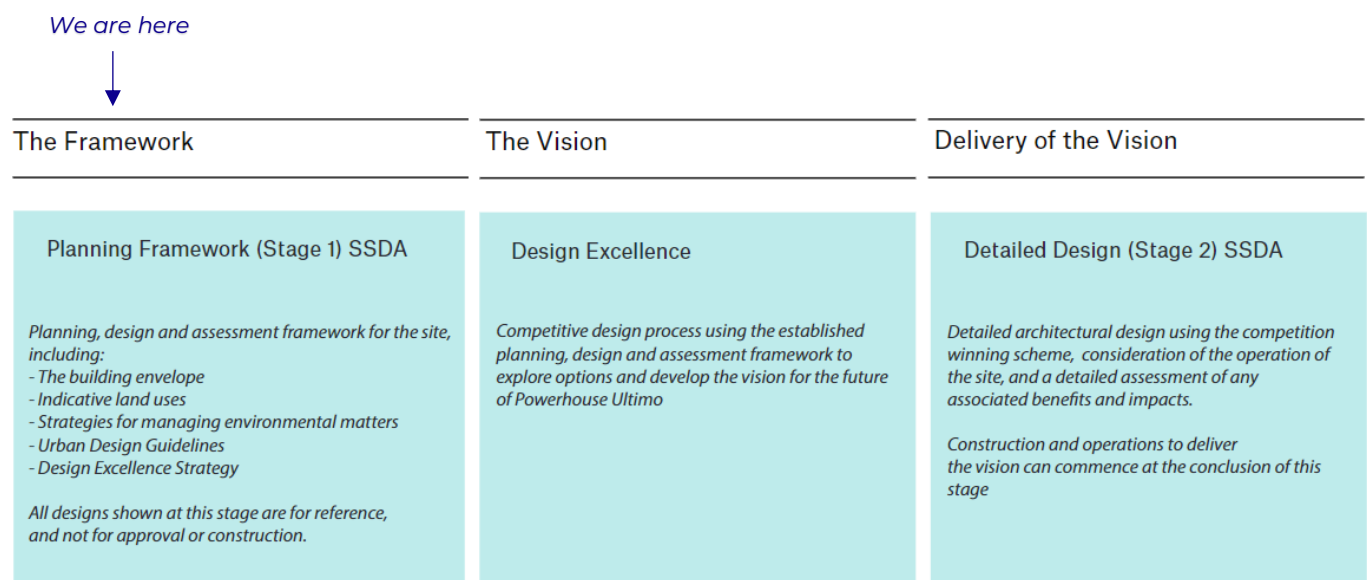 We are here
The Framework
The Vision
Delivery of the Vision
Planning Framework (Stage 1) SSDA
Planning, design and assessment framework for the site,
including:
- The building envelope
- Indicative land uses
- Strategies for managing environmental matters
- Urban Design Guidelines
- Design Excellence Strategy
All designs shown at this stage are for reference,
and not for approval or construction.
Design Excellence
Competitive design process using the established
planning, design and assessment framework to
explore options and develop the vision for the future
of Powerhouse Ultimo
Detailed Design (Stage 2) SSDA
Detailed architectural design using the competition
winning scheme, consideration of the operation of
the site, and a detailed assessment of any
associated benefits and impacts.
Construction and operations to deliver
the vision can commence at the conclusion of this
stage